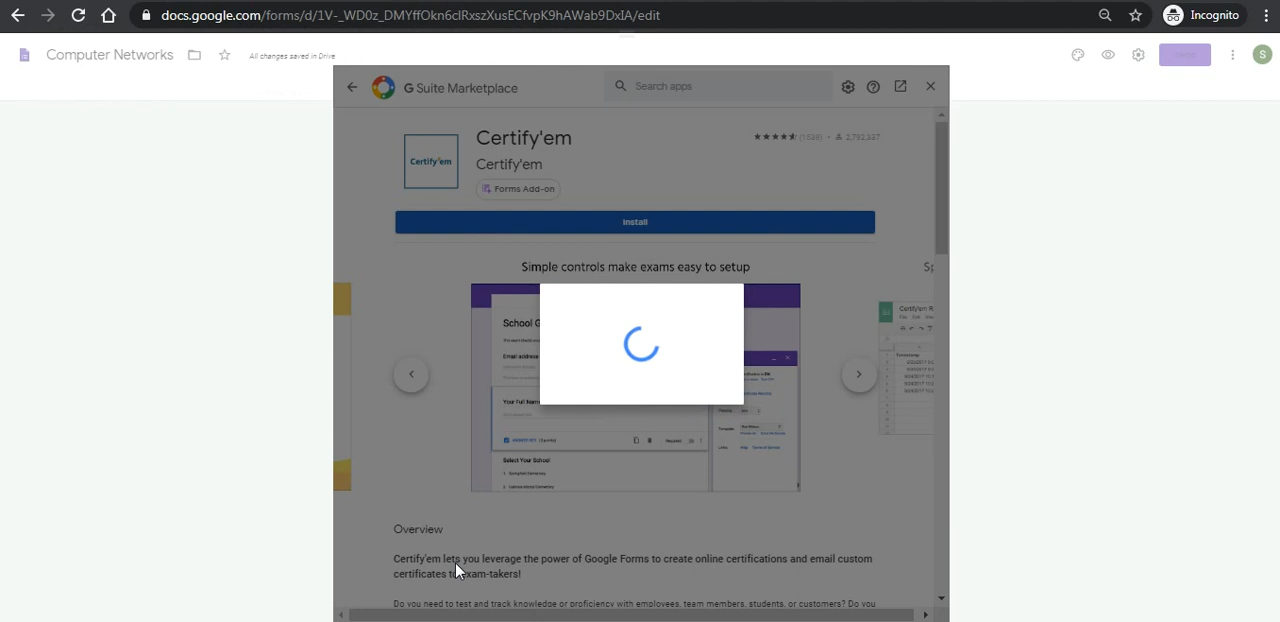 docs.google.com/forms/d/1V-_WD0z_DMYffOkn6clRxszXusECfvpK9hAWab9DxIA/edit
Incognito
Computer Networks
All changes saved in Drive
Send
S
G Suite Marketplace
Search apps
Certify'em
Certify'em
Certify'em
Forms Add-on
Install
Simple controls make exams easy to setup
Sp
School G
Email address
Your Full Name
Select Your School
Overview
Certify'em lets you leverage the power of Google Forms to create online certifications and email custom
certificates to exam-takers!
Do you need to test and track knowledge or proficiency with employees, team members, students, or customers? Do you